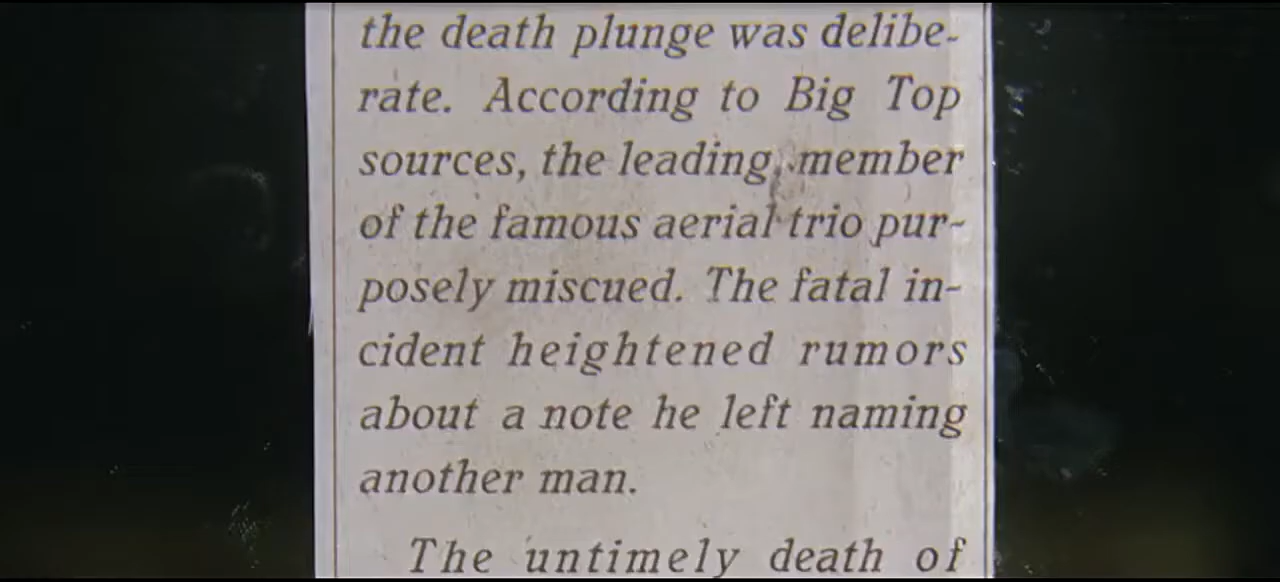 the death plunge was delibe-
rate. According to Big Top
sources, the leading member
of the famous aerial trio pur-
posely miscued. The fatal in-
cident heightened rumors
about a note he left naming
another man.
The untimely death of